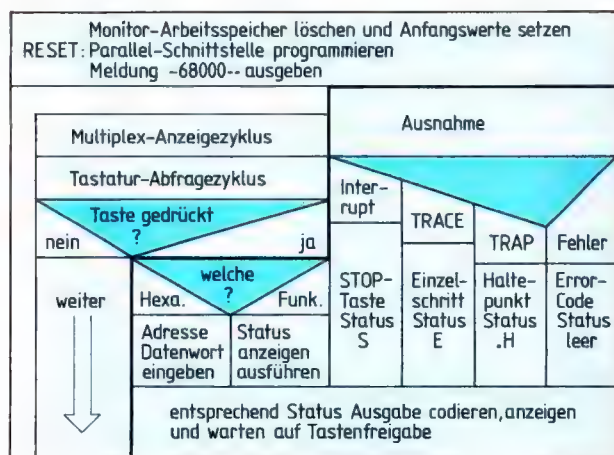 Monitor-Arbeitsspeicher löschen und Anfangswerte setzen
RESET: Parallel-Schnittstelle programmieren
Meldung -68000-- ausgeben
Multiplex-Anzeigezyklus
Tastatur-Abfragezyklus
Taste gedrückt
?
nein
ja
welche
?
Hexa.
Funk.
weiter
Adresse
Datenwort
eingeben
Status
anzeigen
ausführen
Ausnahme
Inter-
rupt
STOP-
Taste
Status
S
TRACE
Einzel-
schritt
Status
E
TRAP
Halte-
punkt
Status
.H
Fehler
Error-
Code
Status
leer
entsprechend Status Ausgabe codieren, anzeigen
und warten auf Tastenfreigabe